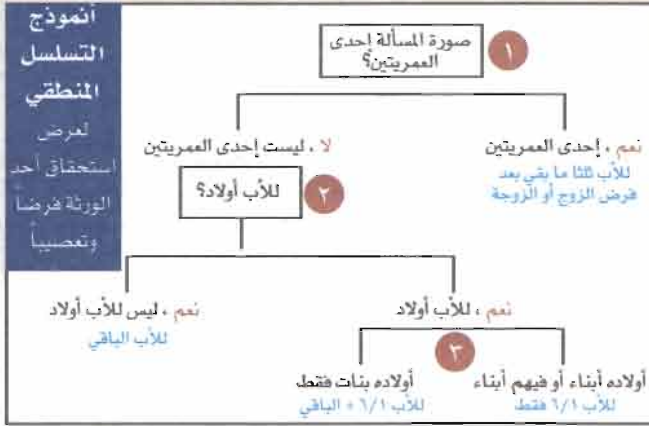 أنموذج
التسلسل
المنطقي
لعرض
استحقاق أحد
الورثة فرضاً
وتعصيباً
١
صورة المسألة إحدى
العمريتين؟
نعم ، إحدى العمريتين
للأب ثلثا ما بقي بعد
فرض الزوج أو الزوجة
لا ، ليست إحدى العمريتين
٢
للأب أولاد؟
نعم ، للأب أولاد
نعم ، ليس للأب أولاد
للأب الباقي
٣
أولاده أبناء أو فيهم أبناء
للأب ٦/١ فقط
أولاده بنات فقط
للأب ٦/١ + الباقي